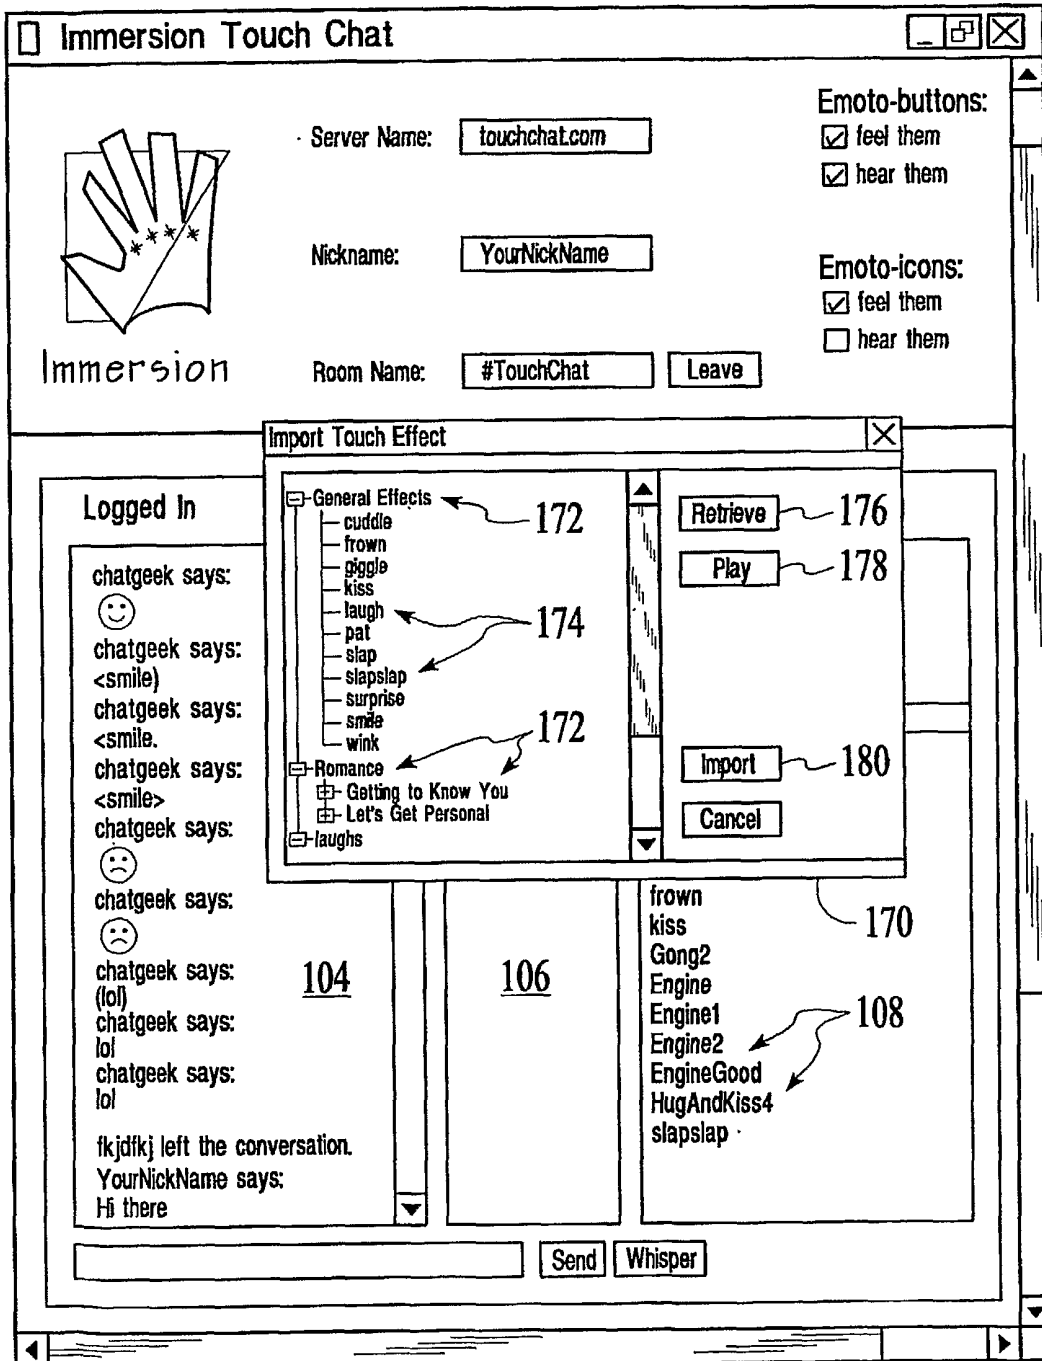 Immersion Touch Chat
Emoto-buttons:
feel them
hear them
Server Name: touchchat.com
Nickname: YourNickName
Emoto-icons:
feel them
hear them
Immersion
Room Name: #TouchChat Leave
Import Touch Effect
Logged In
General Effects 172
cuddle
frown
giggle
kiss
laugh
pat
slap
slapslap
surprise
smile
wink
174
172
Romance
Getting to Know You
Let's Get Personal
laughs
Retrieve 176
Play 178
Import 180
Cancel
170
chatgeek says:
chatgeek says:
<smile)
chatgeek says:
<smile.
chatgeek says:
<smile>
chatgeek says:
chatgeek says:
chatgeek says:
(lol)
chatgeek says:
lol
chatgeek says:
lol
fkjdfkj left the conversation.
YourNickName says:
Hi there
104
106
frown
kiss
Gong2
Engine
Engine1
Engine2
EngineGood
HugAndKiss4
slapslap
108
Send Whisper